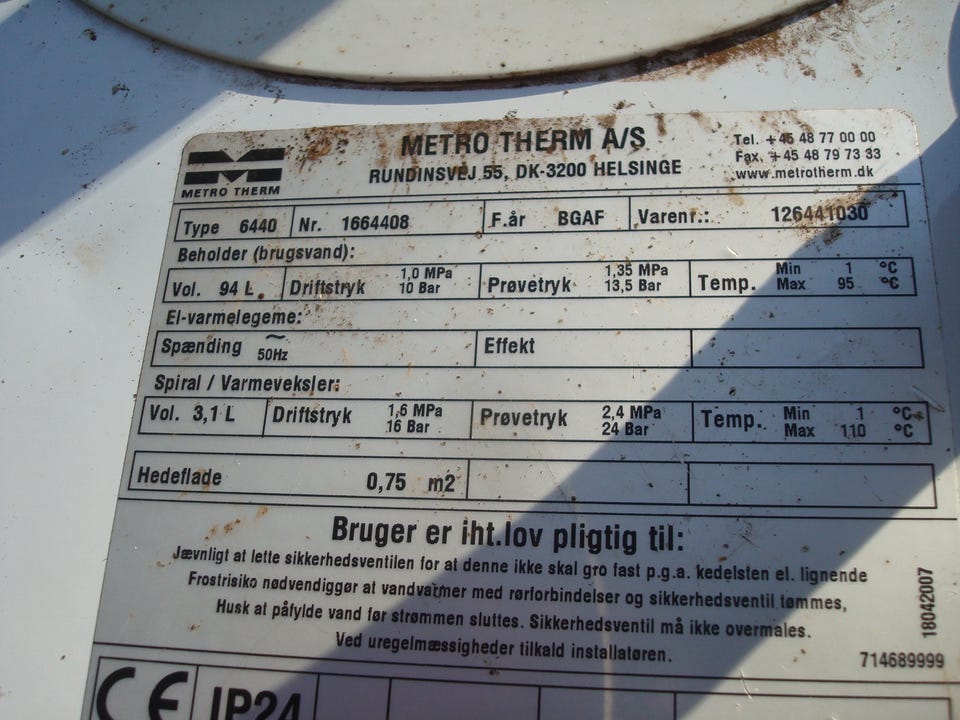 METRO THERM A/S
RUNDINSVEJ 55, DK-3200 HELSINGE
Tel. +45 48 77 00 00
Fax. +45 48 79 73 33
www.metrotherm.dk
METRO THERM
Type 6440 Nr. 1664408 F.år BGAF Varenr.: 126441030
Beholder (brugsvand):
Vol. 94 L. Driftstryk 1,0 MPa 10 Bar Prøvetryk 1,35 MPa 13,5 Bar Temp. Min 1 °C Max 95 °C
El-varmelegeme:
Spænding ~ 50Hz Effekt
Spiral / Varmeveksler:
Vol. 3,1 L Driftstryk 1,6 MPa 16 Bar Prøvetryk 2,4 MPa 24 Bar Temp. Min 1 °C Max 110 °C
Hedeflade 0,75 m2
Bruger er iht.lov pligtig til:
Jævnligt at lette sikkerhedsventilen for at denne ikke skal gro fast p.g.a. kedelsten el. lignende
Frostrisiko nødvendiggør at vandvarmer med rørforbindelser og sikkerhedsventil tømmes,
Husk at påfylde vand før strømmen sluttes. Sikkerhedsventil må ikke overmales.
Ved uregelmæssigheder tilkald installatøren.
18042007
714689999
CE IP24